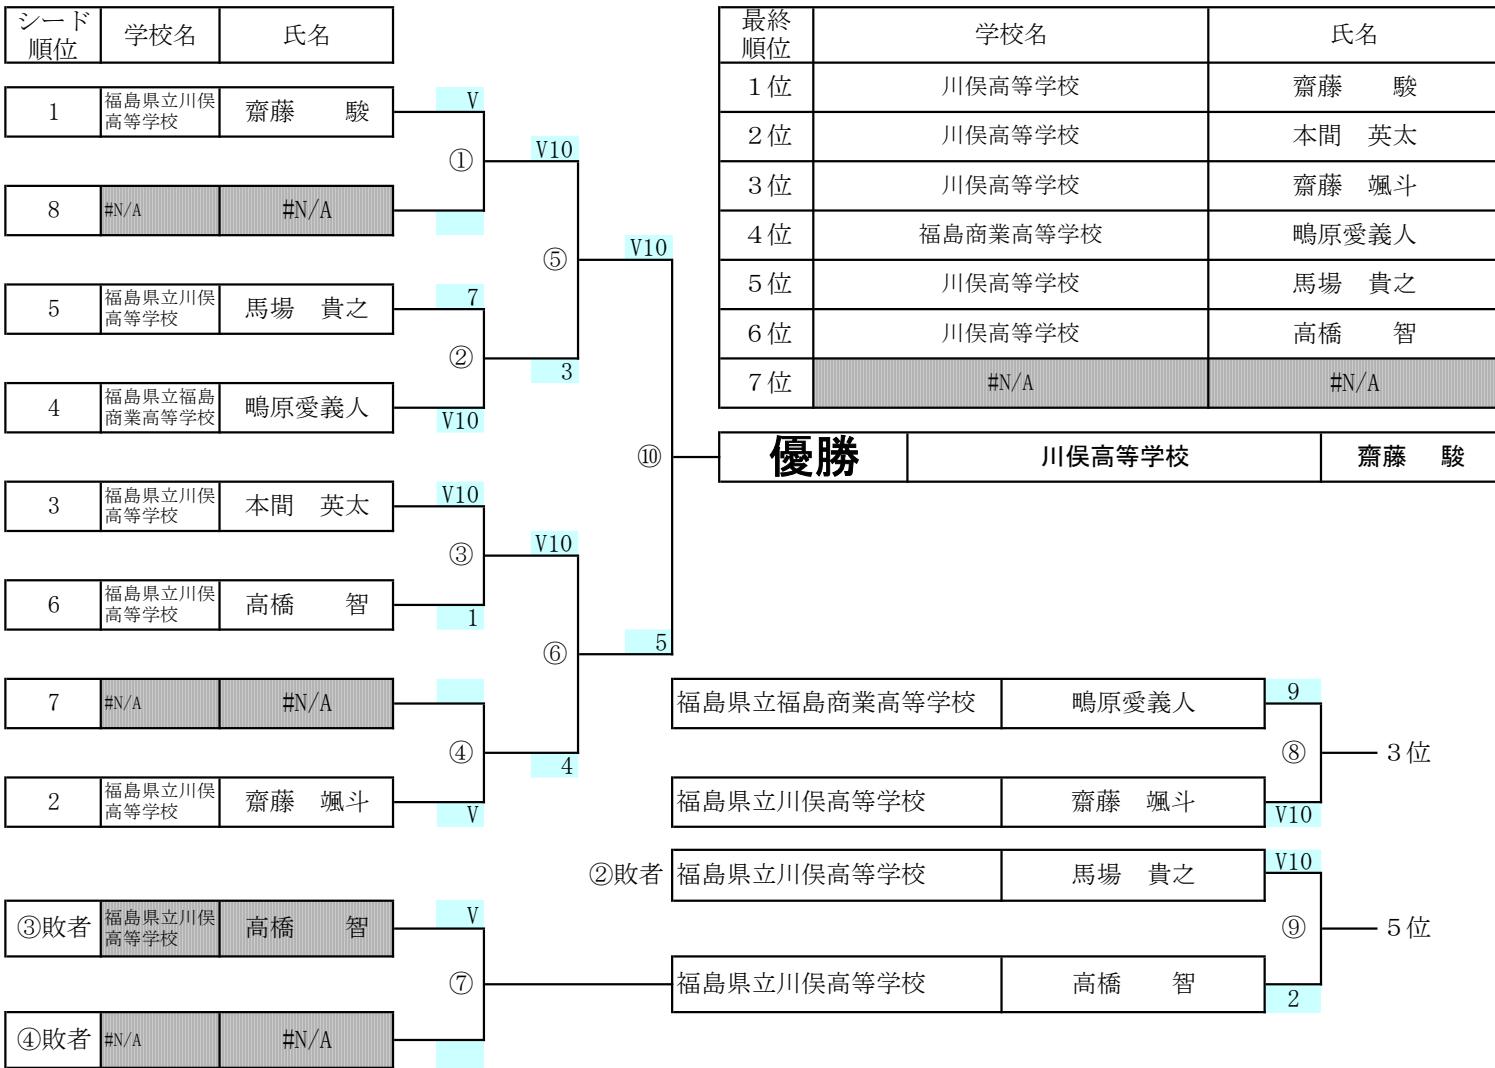 シード
順位
学校名
氏名
1
福島県立川俣
高等学校
齋藤　　駿
V
①
8
#N/A
#N/A
V10
5
福島県立川俣
高等学校
馬場　貴之
7
②
4
福島県立福島
商業高等学校
鴫原愛義人
V10
⑤
3
V10
3
福島県立川俣
高等学校
本間　英太
V10
③
6
福島県立川俣
高等学校
高橋　　智
1
V10
7
#N/A
#N/A
④
2
福島県立川俣
高等学校
齋藤　颯斗
V
⑥
4
5
⑩
③敗者
福島県立川俣
高等学校
高橋　　智
V
⑦
④敗者
#N/A
#N/A
最終
順位
学校名
氏名
1位
川俣高等学校
齋藤　　駿
2位
川俣高等学校
本間　英太
3位
川俣高等学校
齋藤　颯斗
4位
福島商業高等学校
鴫原愛義人
5位
川俣高等学校
馬場　貴之
6位
川俣高等学校
高橋　　智
7位
#N/A
#N/A
優勝
川俣高等学校
齋藤　駿
福島県立福島商業高等学校
鴫原愛義人
9
⑧
3位
福島県立川俣高等学校
齋藤　颯斗
V10
②敗者
福島県立川俣高等学校
馬場　貴之
V10
⑨
5位
福島県立川俣高等学校
高橋　　智
2